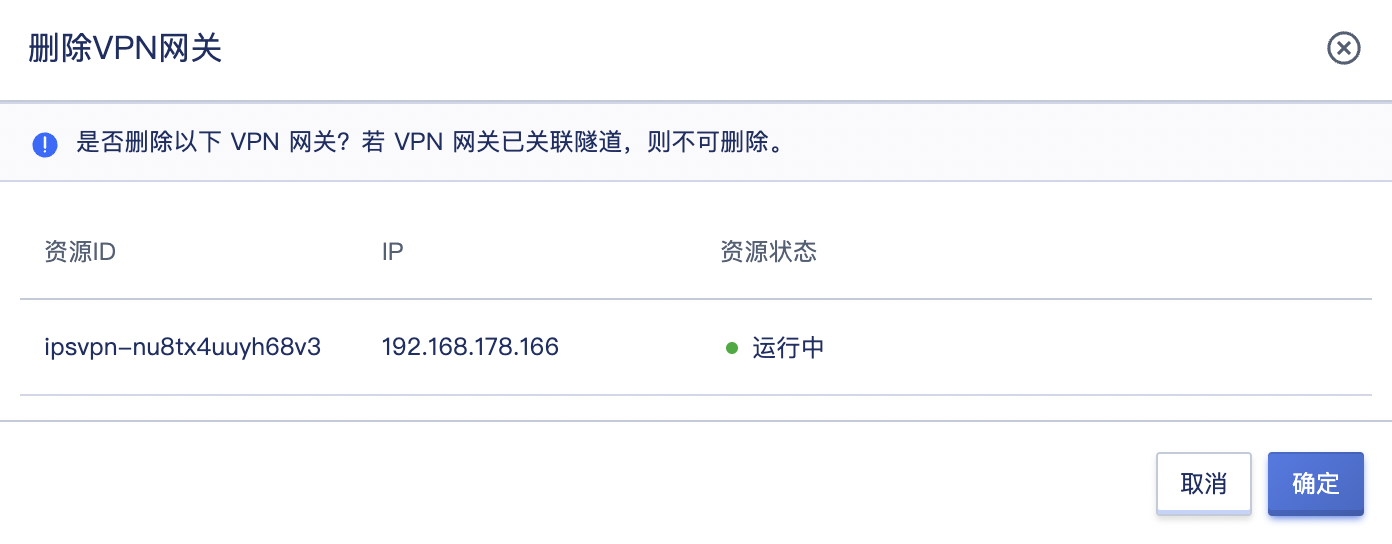 删除VPN网关
是否删除以下 VPN 网关？若 VPN 网关已关联隧道，则不可删除。
资源ID IP 资源状态
ipsvpn-nu8tx4uuyh68v3 192.168.178.166 运行中
取消 确定